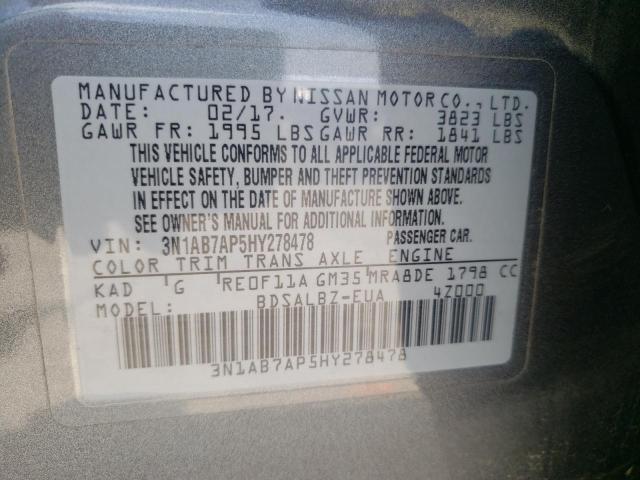 MANUFACTURED BY NISSAN MOTOR CO., LTD.
DATE: 02/17. GVWR: 3823 LBS
GAWR FR: 1995 LBS GAWR RR: 1841 LBS
THIS VEHICLE CONFORMS TO ALL APPLICABLE FEDERAL MOTOR
VEHICLE SAFETY, BUMPER AND THEFT PREVENTION STANDARDS
IN EFFECT ON THE DATE OF MANUFACTURE SHOWN ABOVE.
SEE OWNER'S MANUAL FOR ADDITIONAL INFORMATION.
VIN: 3N1AB7AP5HY278478 PASSENGER CAR.
COLOR TRIM TRANS AXLE ENGINE
KAD G RE0F11A GM35 MRA8DE 1798 CC
MODEL: BDSALBZ-EUA 4Z000
3N1AB7AP5HY278478